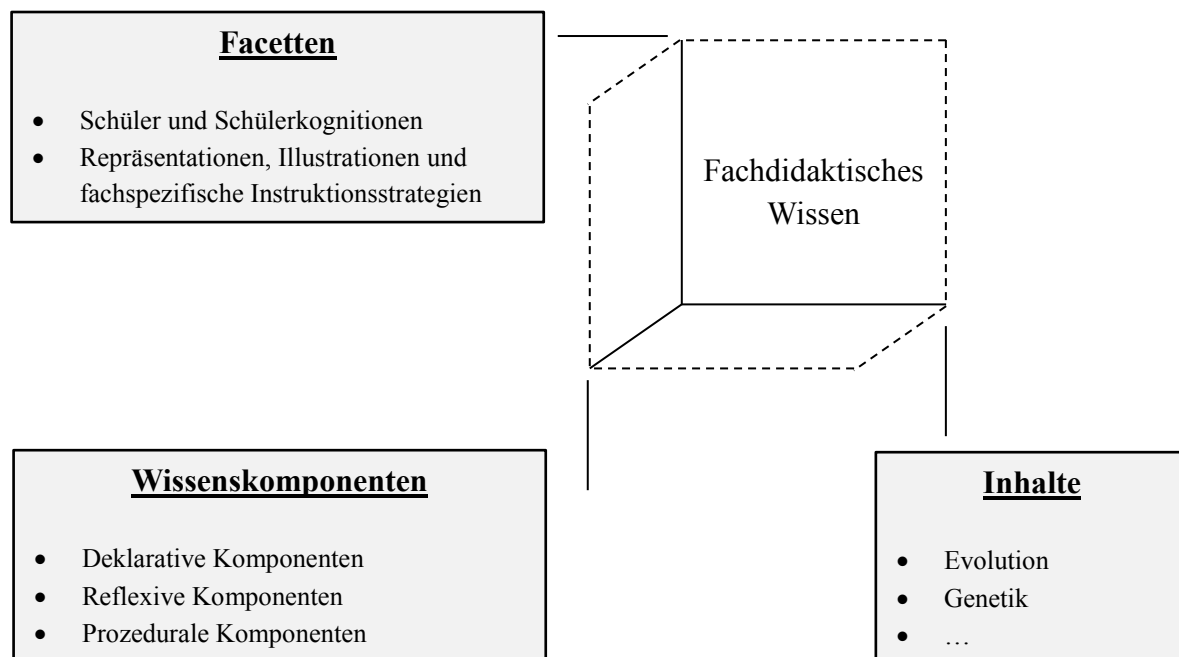 Facetten
• Schüler und Schülerkognitionen
• Repräsentationen, Illustrationen und
fachspezifische Instruktionsstrategien
Fachdidaktisches
Wissen
Wissenskomponenten
• Deklarative Komponenten
• Reflexive Komponenten
• Prozedurale Komponenten
Inhalte
• Evolution
• Genetik
• …